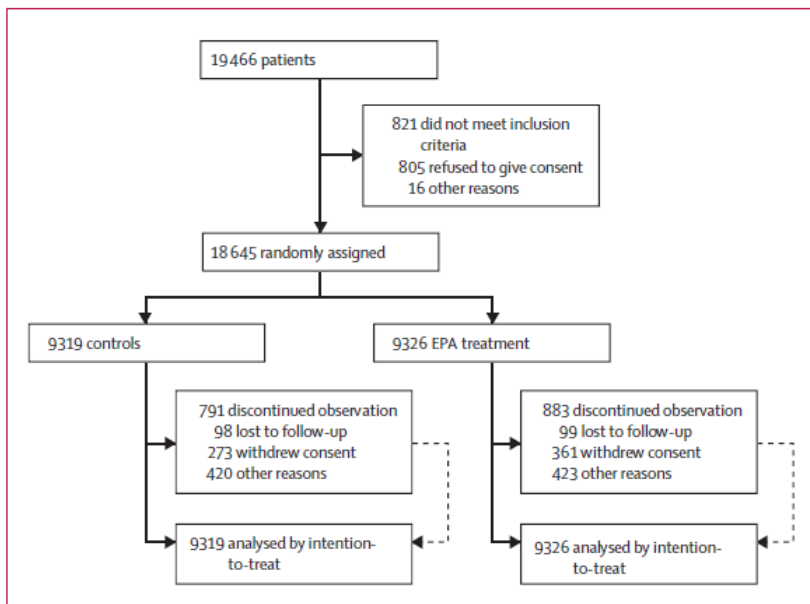 19466 patients
821 did not meet inclusion
criteria
805 refused to give consent
16 other reasons
18645 randomly assigned
9319 controls
9326 EPA treatment
791 discontinued observation
98 lost to follow-up
273 withdrew consent
420 other reasons
883 discontinued observation
99 lost to follow-up
361 withdrew consent
423 other reasons
9319 analysed by intention-
to-treat
9326 analysed by intention-
to-treat